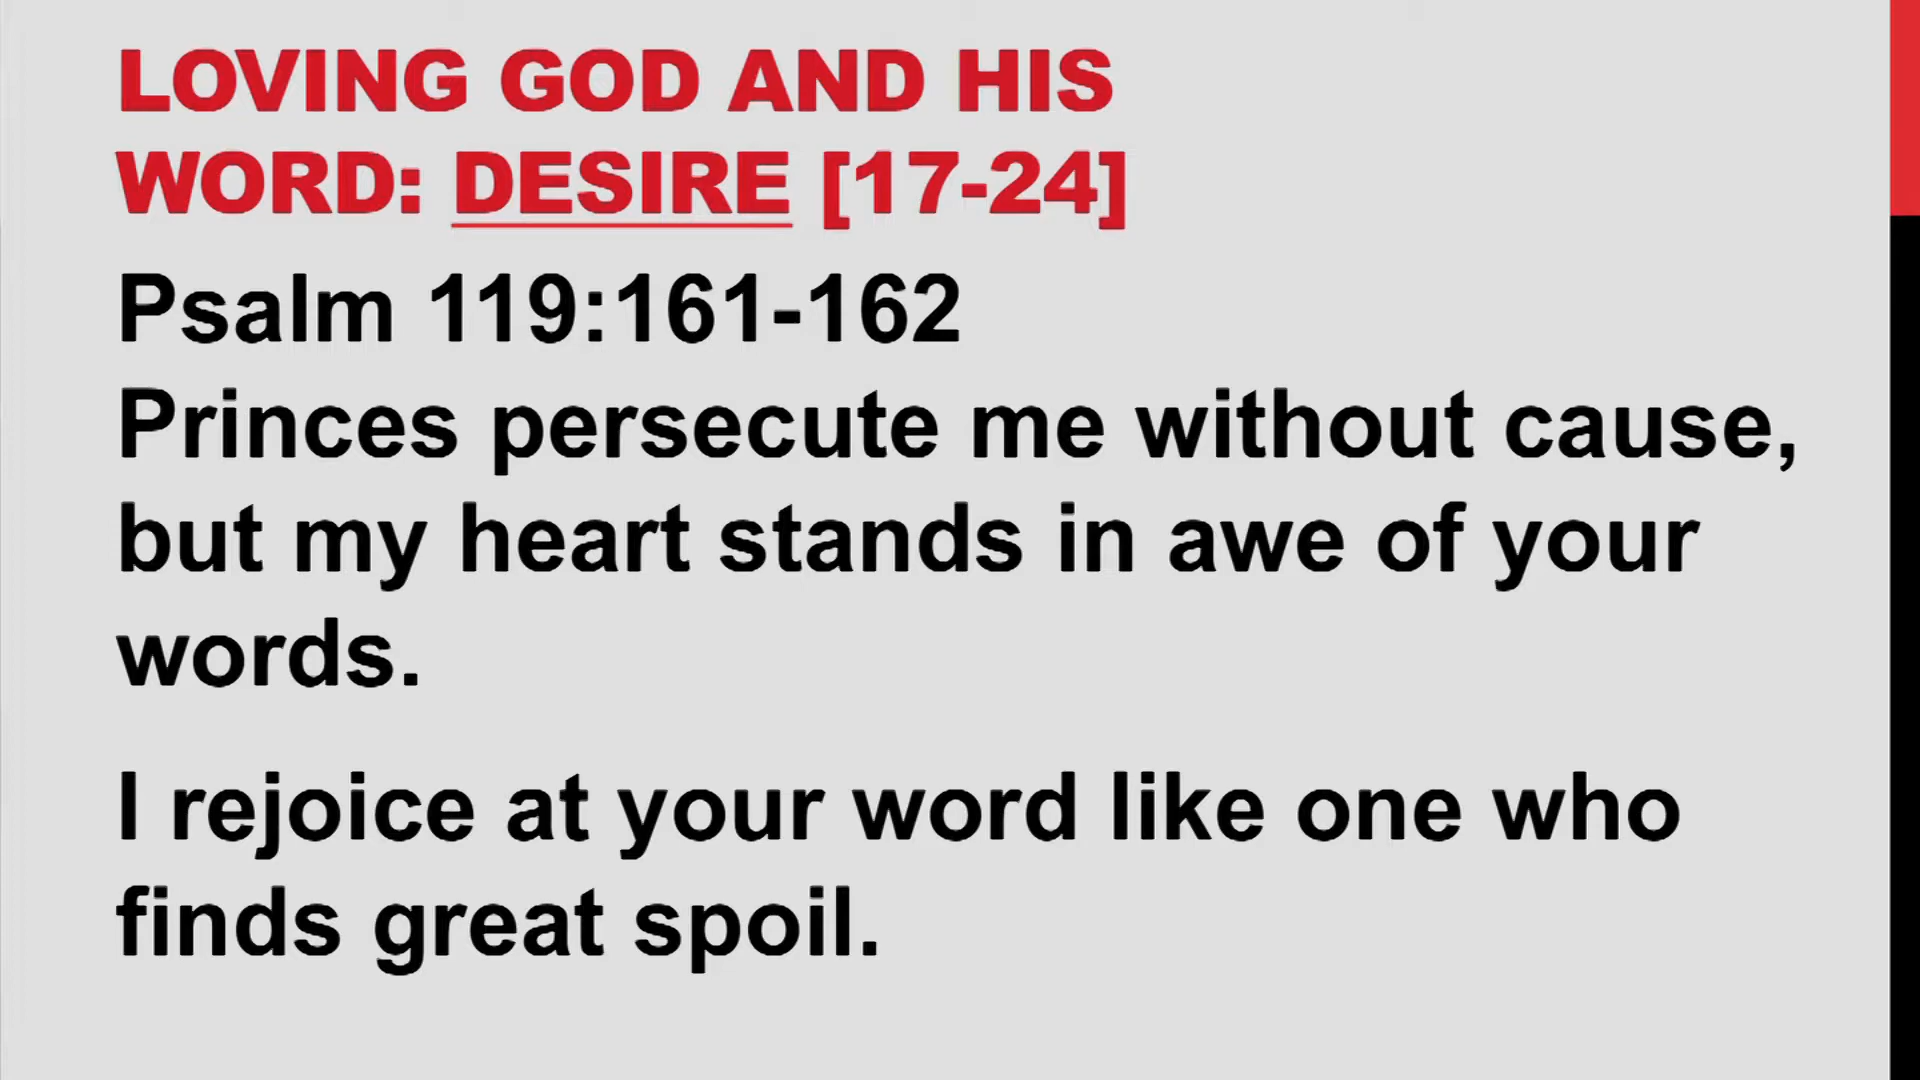 LOVING GOD AND HIS
WORD: DESIRE [17-24]
Psalm 119:161-162
Princes persecute me without cause,
but my heart stands in awe of your
words.
I rejoice at your word like one who
finds great spoil.